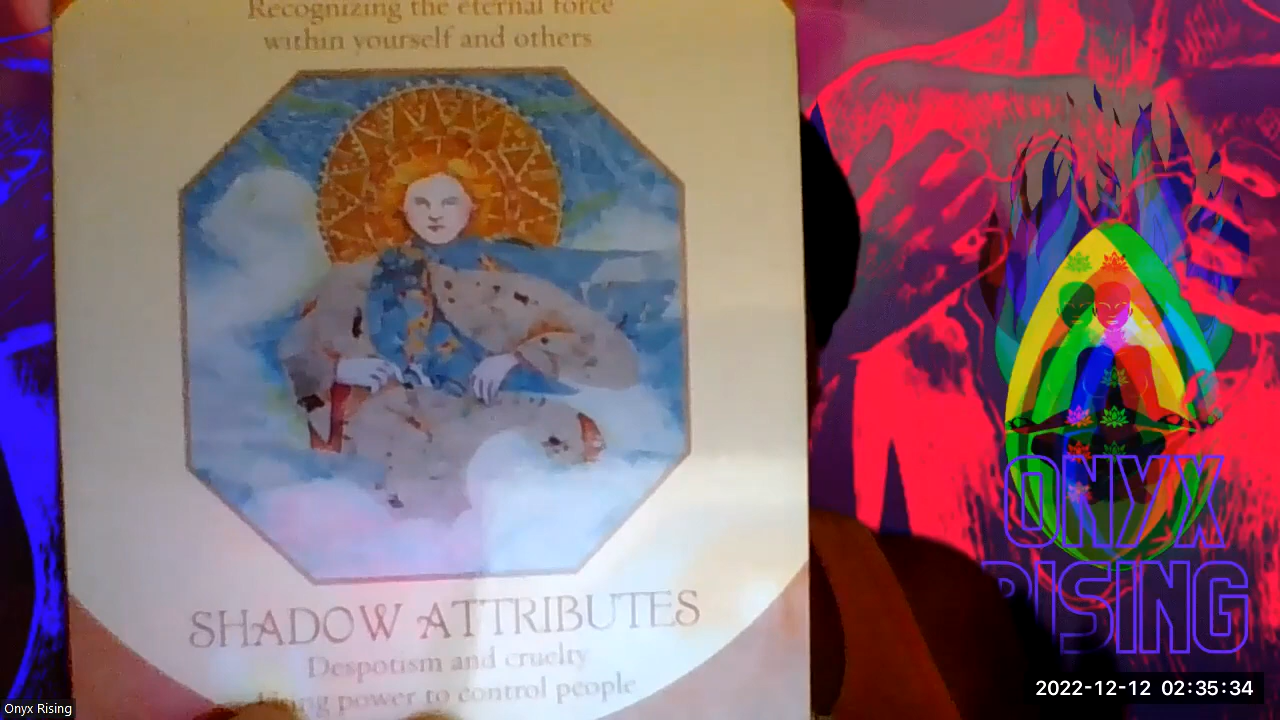 Recognizing the eternal force
within yourself and others
SHADOW ATTRIBUTES
Despotism and cruelty
Using power to control people
ONYX
RISING
Onyx Rising
2022-12-12 02:35:34